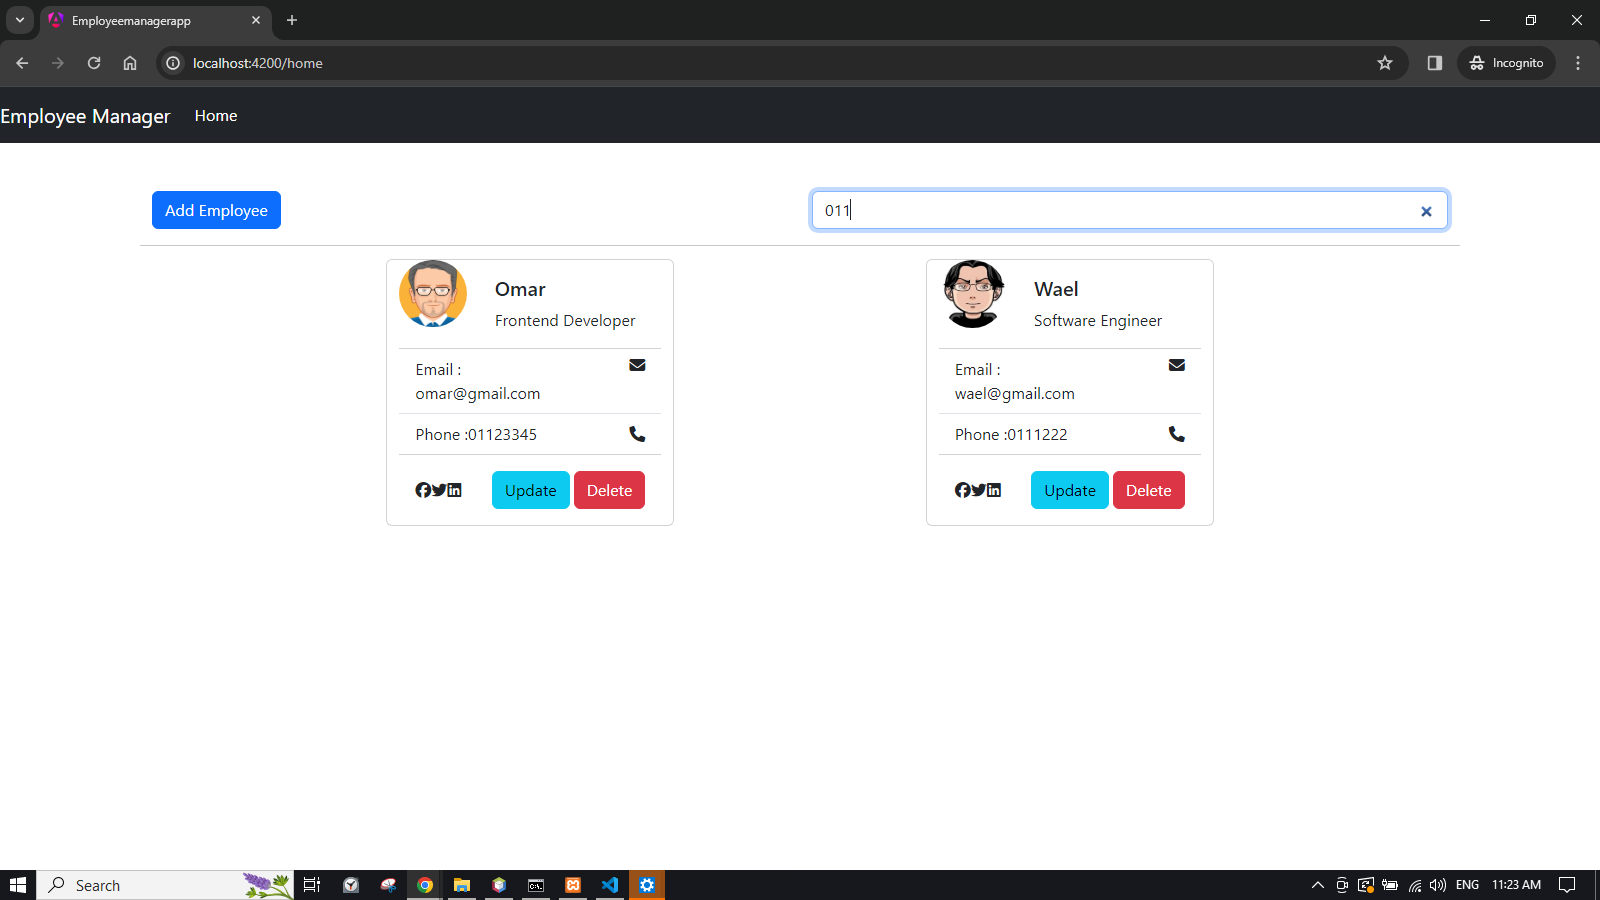 Employeemanagerapp
localhost:4200/home
Incognito
Employee Manager Home
Add Employee
011
Omar
Frontend Developer
Email :
omar@gmail.com
Phone :01123345
Update Delete
Wael
Software Engineer
Email :
wael@gmail.com
Phone :0111222
Update Delete
Search
ENG 11:23 AM